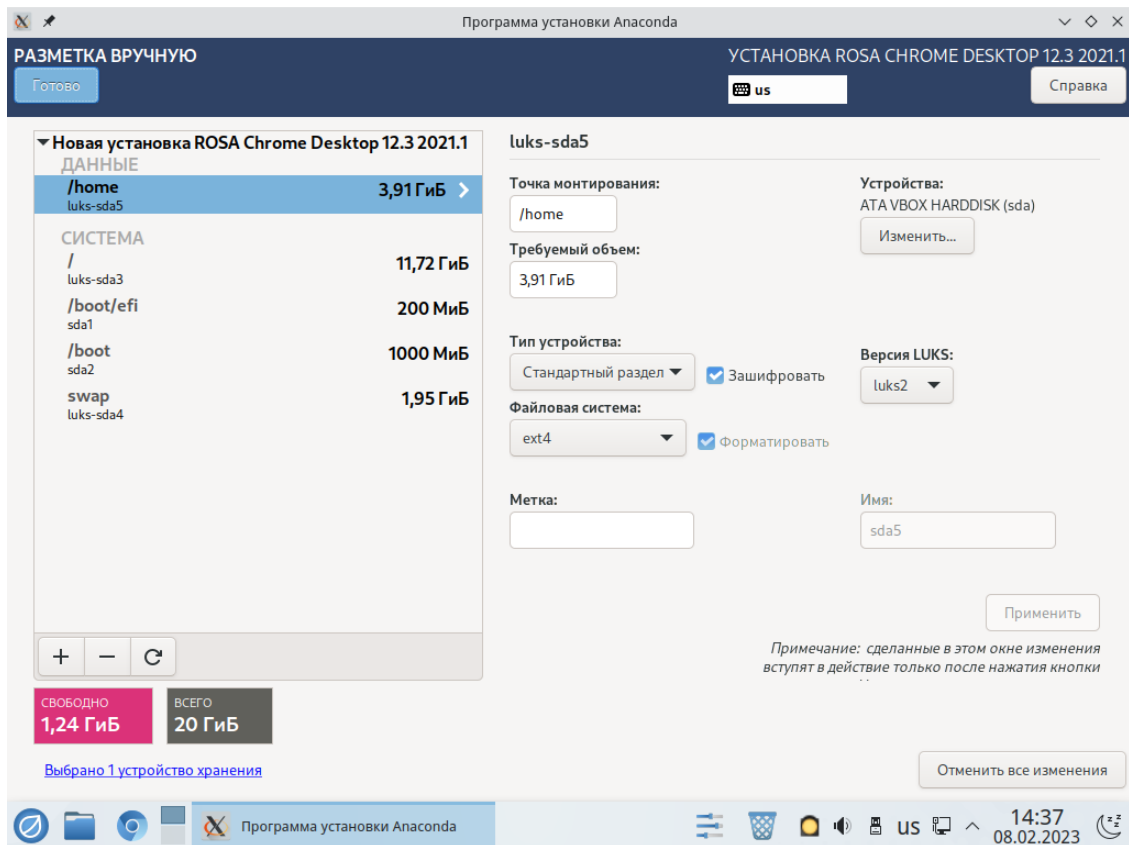 Программа установки Anaconda
РАЗМЕТКА ВРУЧНУЮ
УСТАНОВКА ROSA CHROME DESKTOP 12.3 2021.1
Готово
us
Справка
Новая установка ROSA Chrome Desktop 12.3 2021.1
ДАННЫЕ
/home
3,91 ГиБ
luks-sda5
СИСТЕМА
/
11,72 ГиБ
luks-sda3
/boot/efi
200 МиБ
sda1
/boot
1000 МиБ
sda2
swap
1,95 ГиБ
luks-sda4
luks-sda5
Точка монтирования:
/home
Устройства:
ATA VBOX HARDDISK (sda)
Изменить...
Требуемый объем:
3,91 ГиБ
Тип устройства:
Стандартный раздел
Зашифровать
Версия LUKS:
luks2
Файловая система:
ext4
Форматировать
Метка:
Имя:
sda5
Применить
Примечание: сделанные в этом окне изменения
вступят в действие только после нажатия кнопки
СВОБОДНО
1,24 ГиБ
ВСЕГО
20 ГиБ
Выбрано 1 устройство хранения
Отменить все изменения
Программа установки Anaconda
us
14:37
08.02.2023